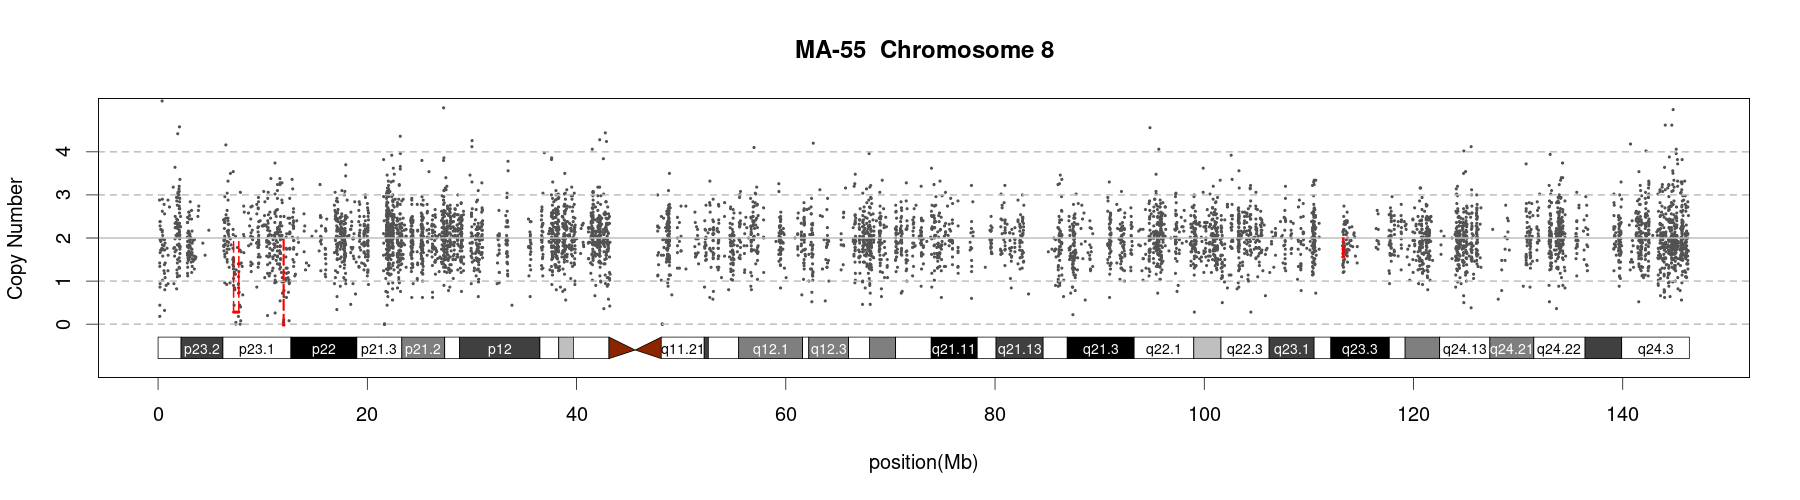 MA-55 Chromosome 8
Copy Number
4
3
2
1
0
p23.2 p23.1 p22 p21.3 p21.2 p12 q11.21 q12.1 q12.3 q21.11 q21.13 q21.3 q22.1 q22.3 q23.1 q23.3 q24.13 q24.21 q24.22 q24.3
0 20 40 60 80 100 120 140
position(Mb)